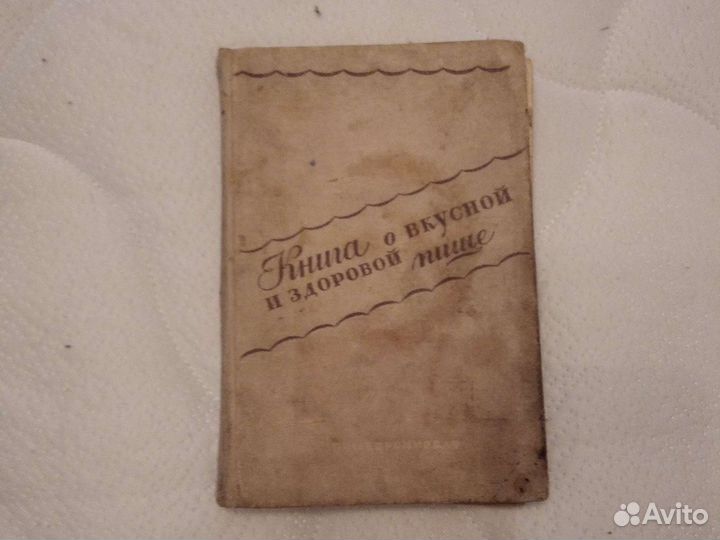 Книга о вкусной
и здоровой пище
Avito